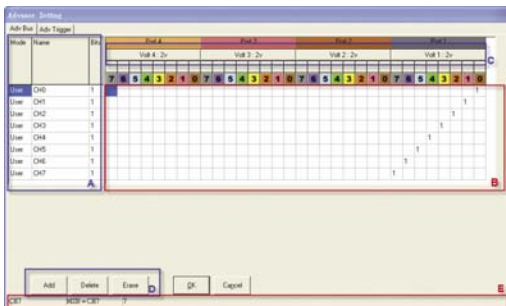 Advance Setting
Adv Bus Adv Trigger
Mode Name Bits Port 4 Port 3 Port 2 Port 1
Volt 4 : 2v Volt 3 : 2v Volt 2 : 2v Volt 1 : 2v
C
7 6 5 4 3 2 1 0 7 6 5 4 3 2 1 0 7 6 5 4 3 2 1 0 7 6 5 4 3 2 1 0
User CH0 1 1
User CH1 1 1
User CH2 1 1
User CH3 1 1
User CH4 1 1
User CH5 1 1
User CH6 1 1
User CH7 1 1
A B
Add Delete Erase D OK Cancel
CH7 MSB = CH7 7 E